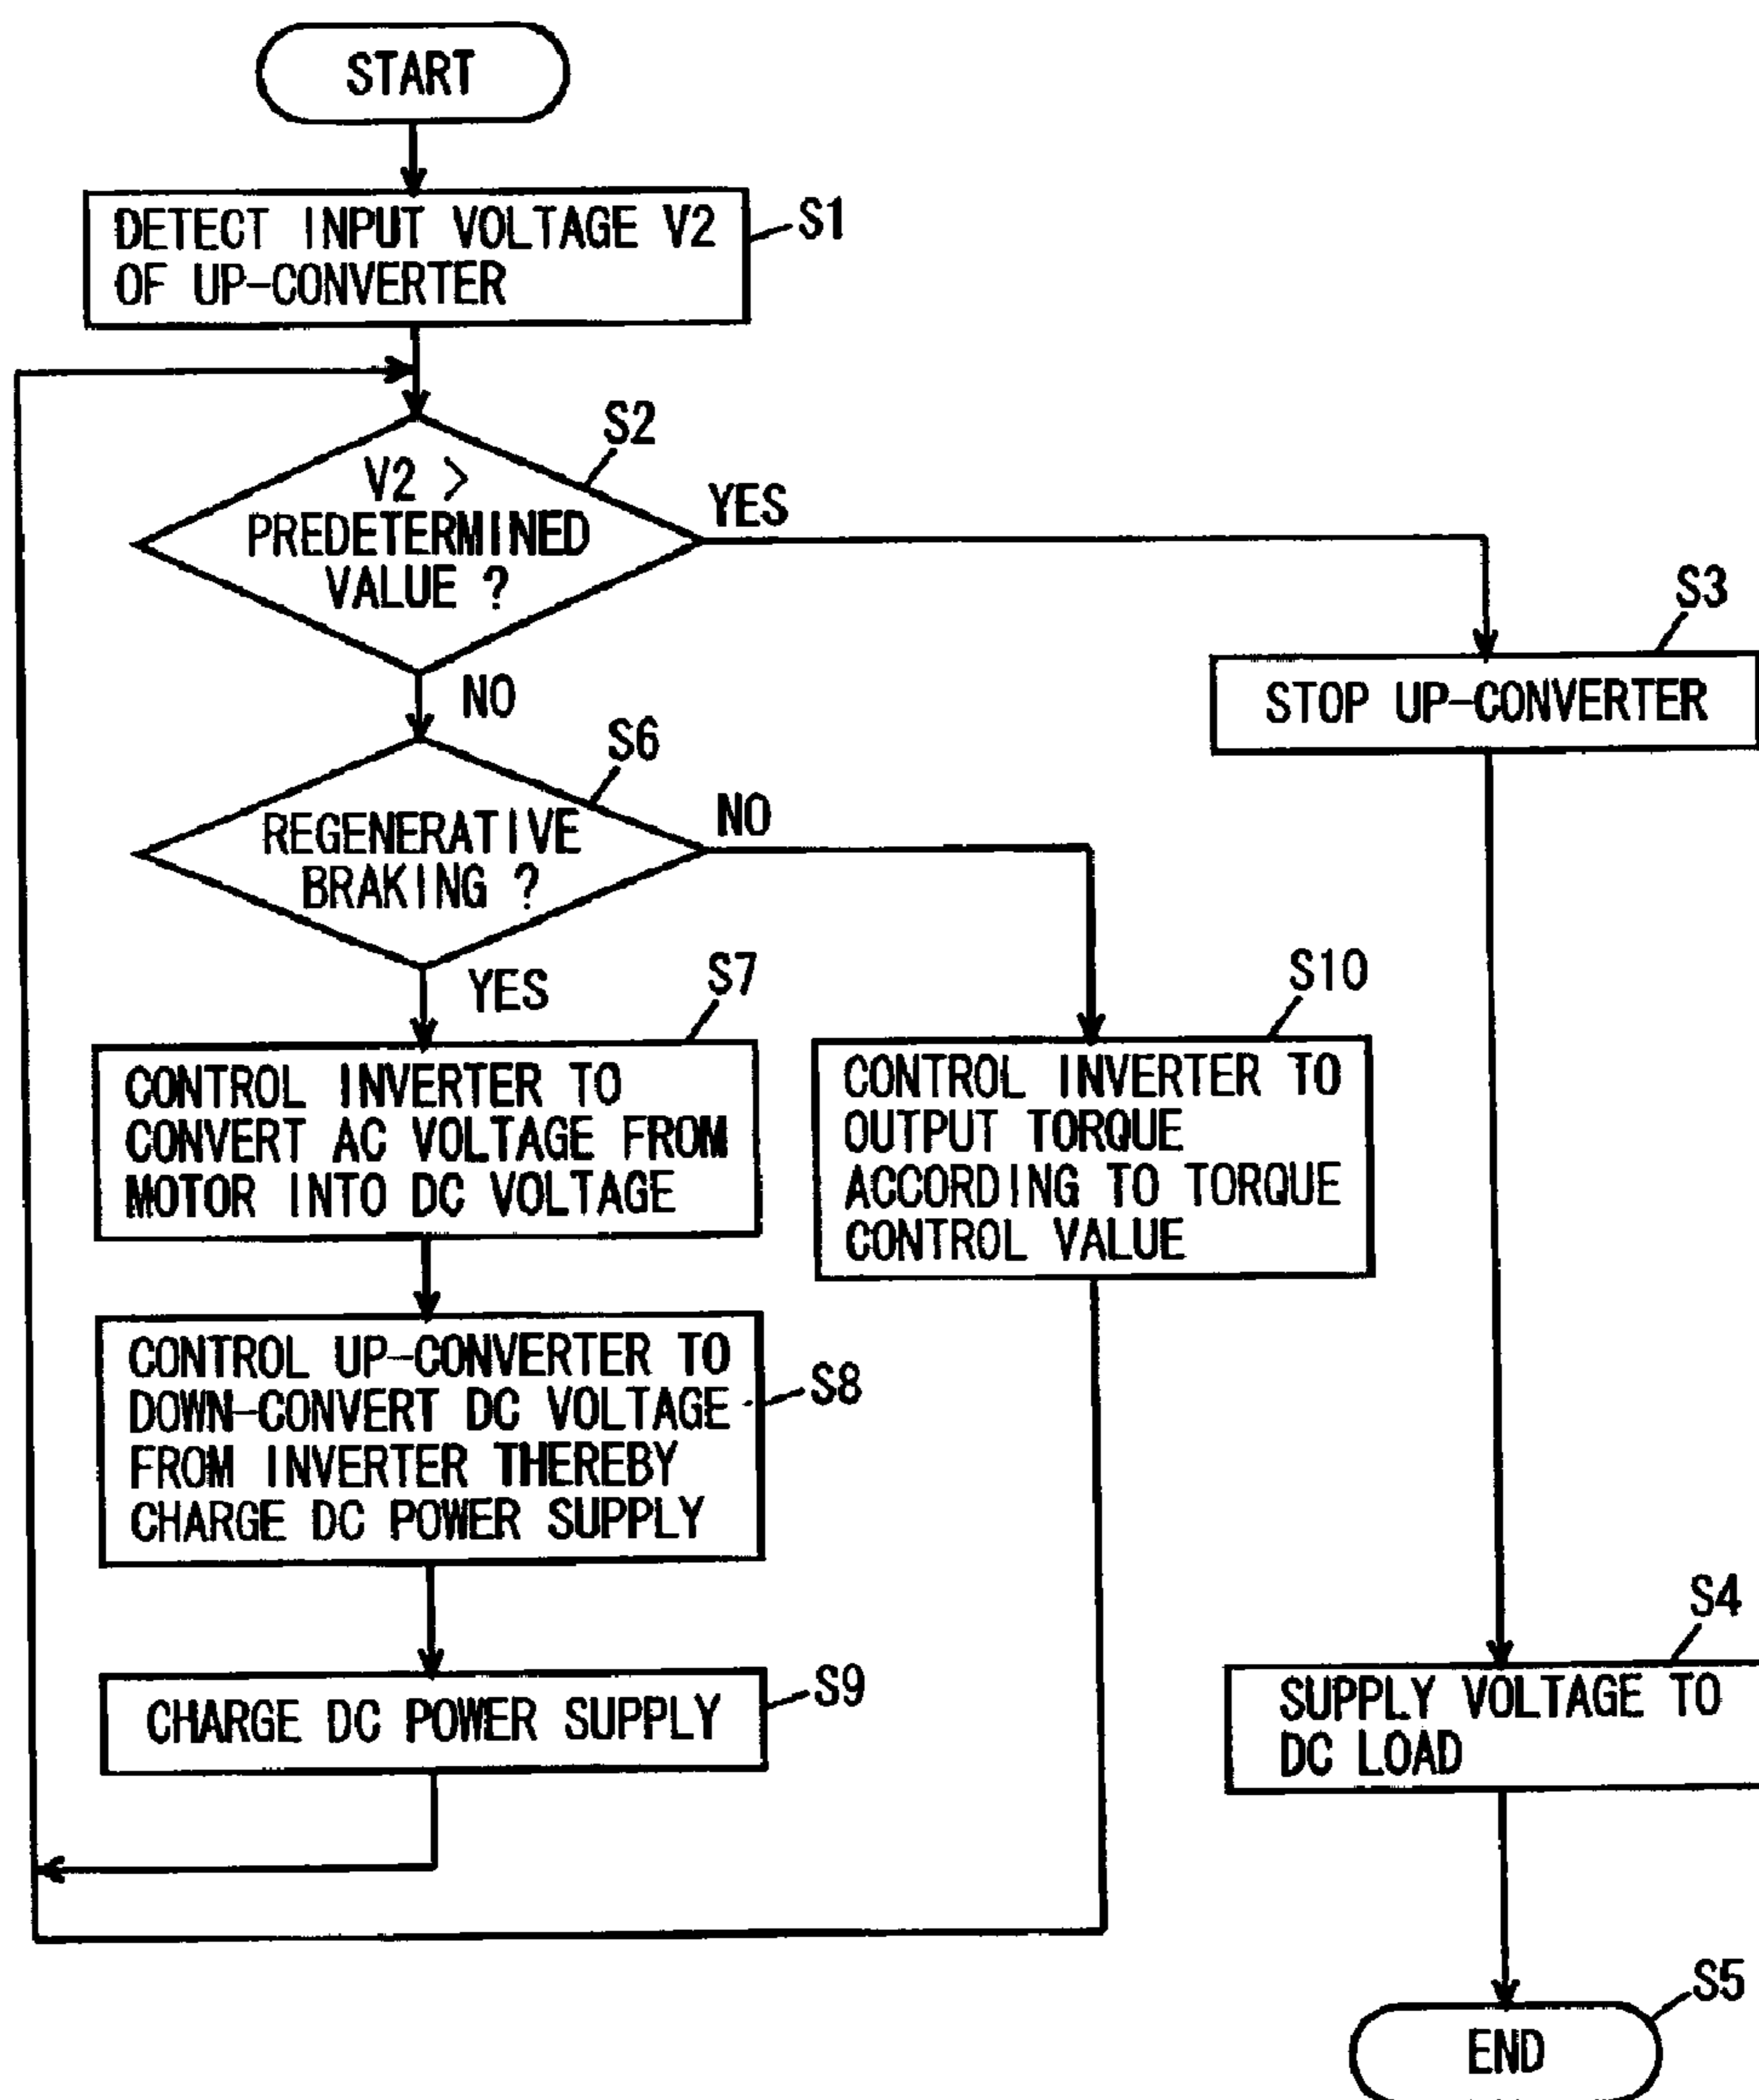 START
DETECT INPUT VOLTAGE V2
OF UP-CONVERTER
S1
V2 >
PREDETERMINED
VALUE ?
S2
YES
NO
S3
STOP UP-CONVERTER
REGENERATIVE
BRAKING ?
S6
NO
YES
S7
CONTROL INVERTER TO
CONVERT AC VOLTAGE FROM
MOTOR INTO DC VOLTAGE
S10
CONTROL INVERTER TO
OUTPUT TORQUE
ACCORDING TO TORQUE
CONTROL VALUE
CONTROL UP-CONVERTER TO
DOWN-CONVERT DC VOLTAGE
FROM INVERTER THEREBY
CHARGE DC POWER SUPPLY
S8
CHARGE DC POWER SUPPLY
S9
S4
SUPPLY VOLTAGE TO
DC LOAD
S5
END